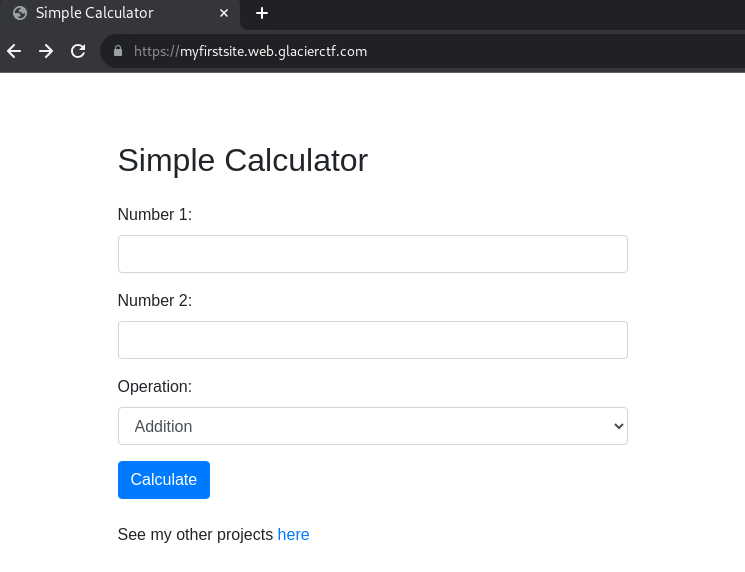 Simple Calculator
https://myfirstsite.web.glacierctf.com
Simple Calculator
Number 1:
Number 2:
Operation:
Addition
Calculate
See my other projects here